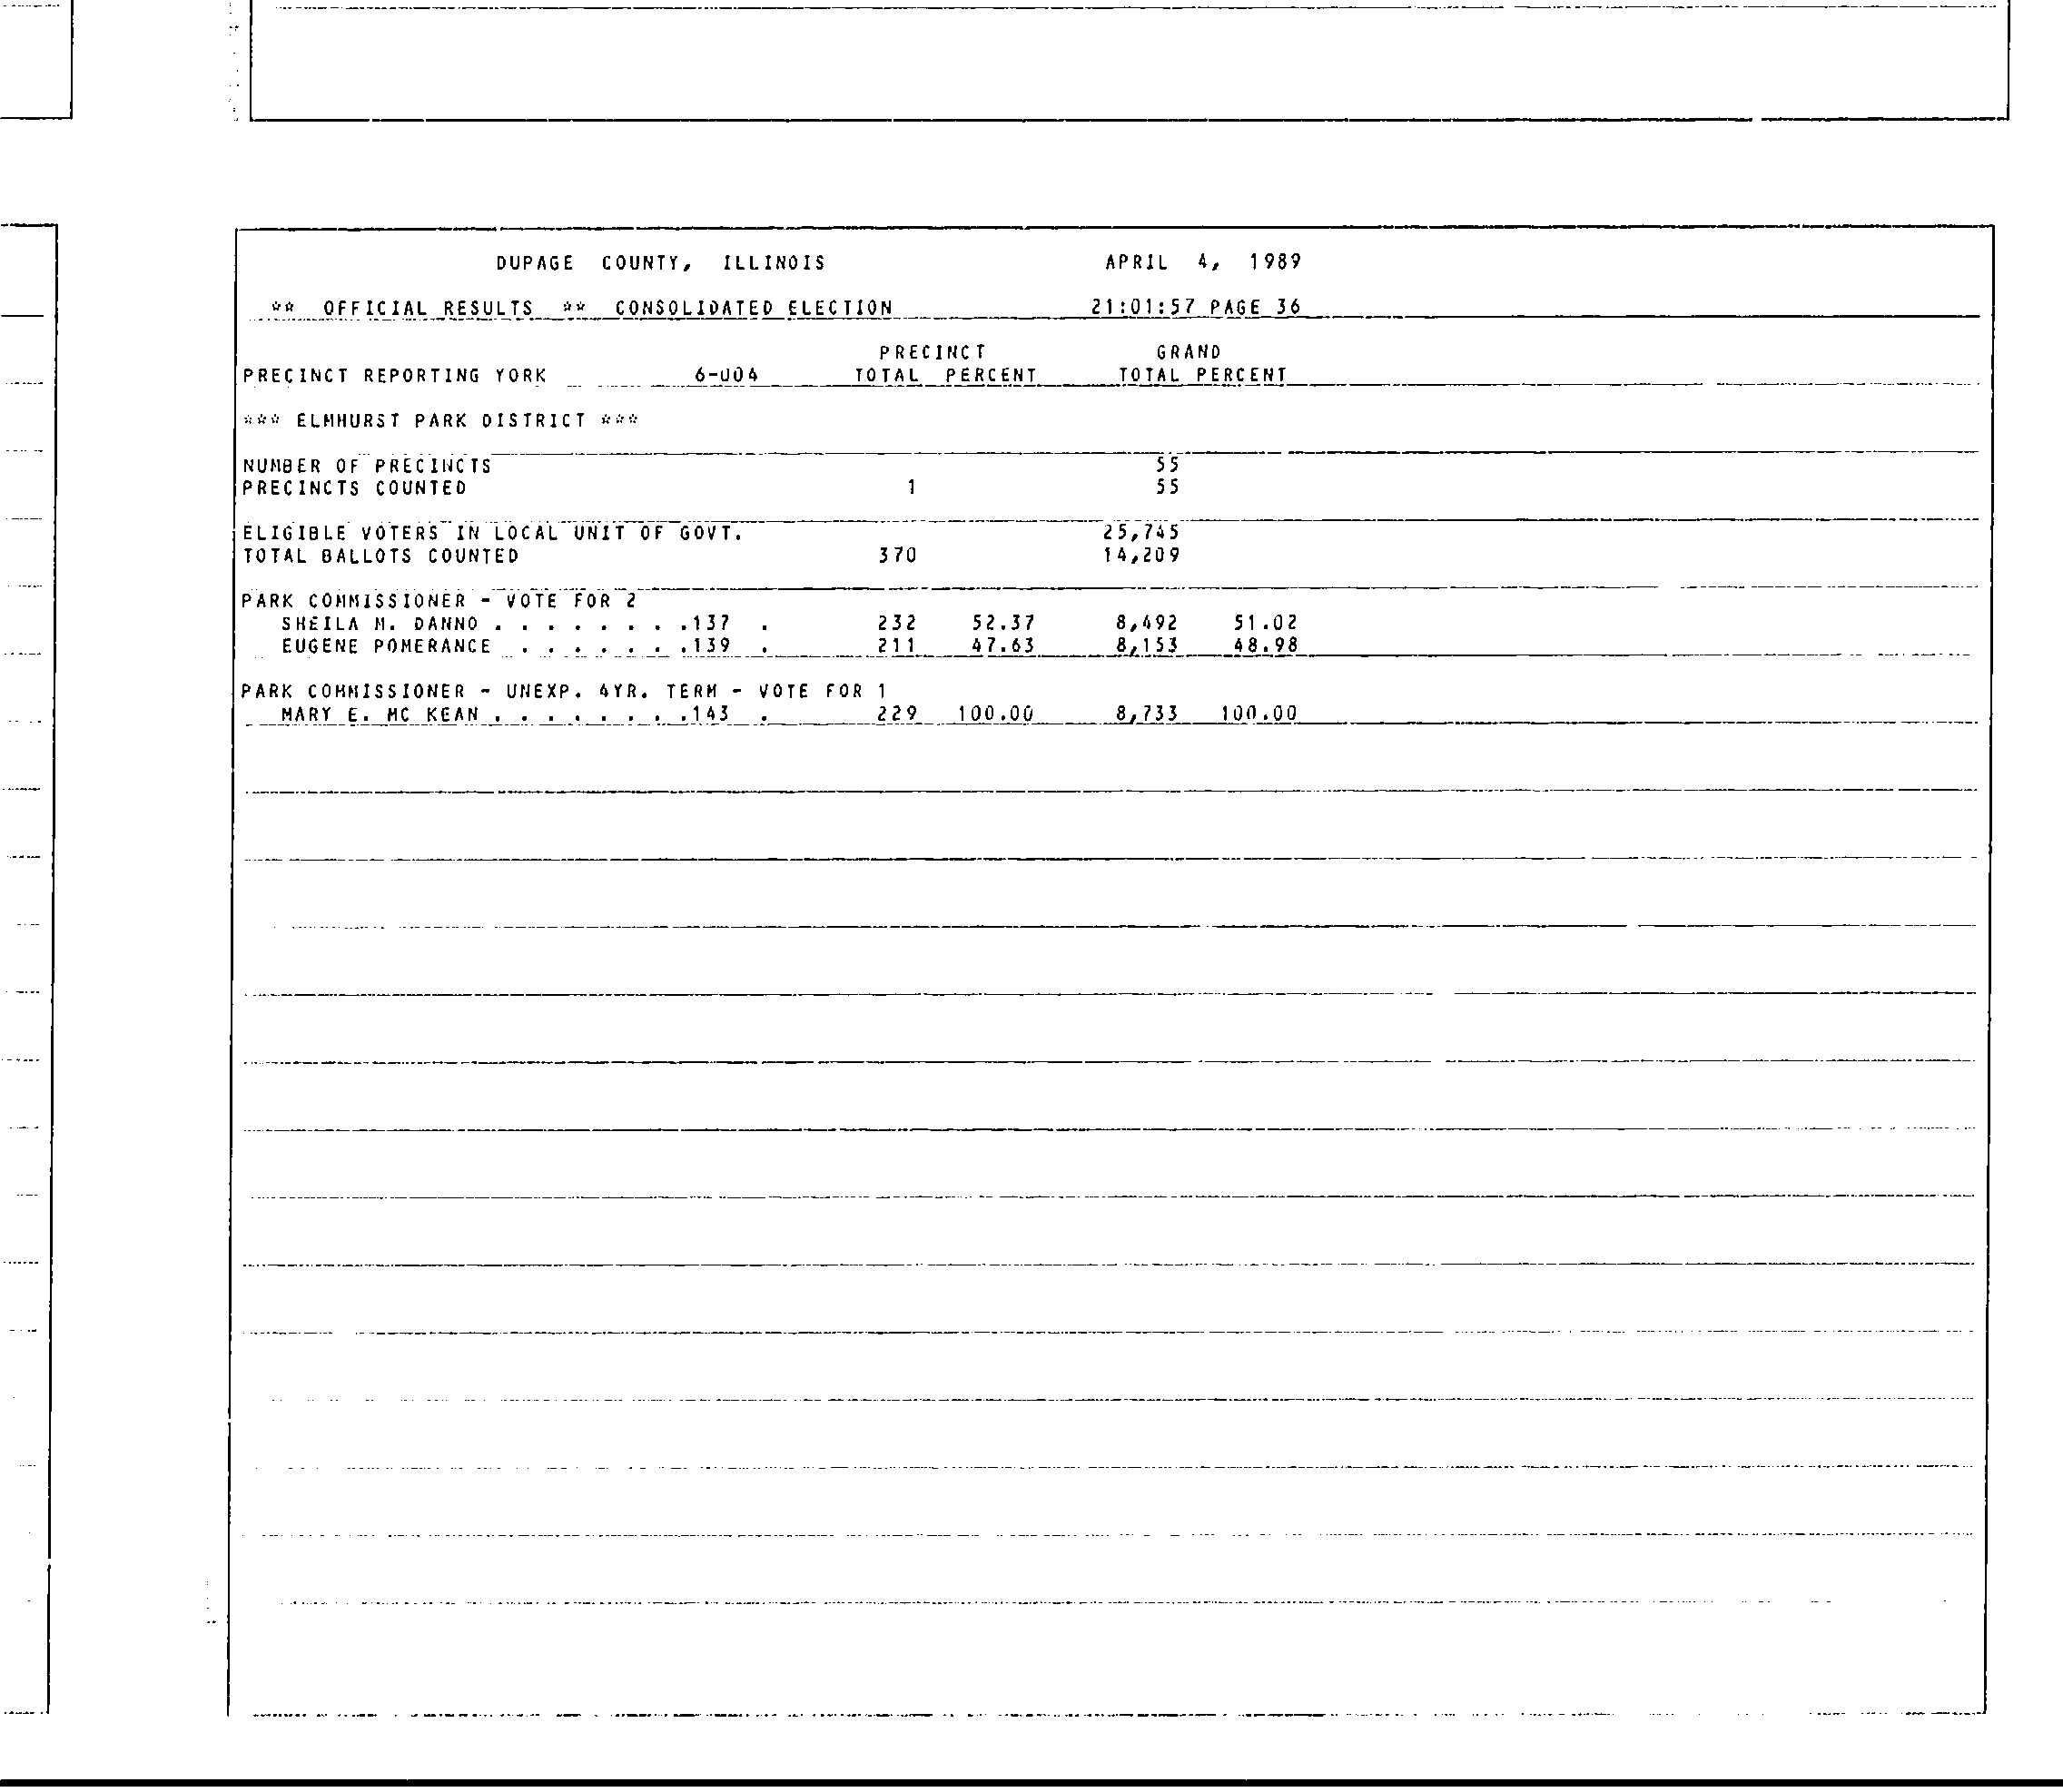 DUPAGE COUNTY, ILLINOIS APRIL 4, 1989
** OFFICIAL RESULTS ** CONSOLIDATED ELECTION 21:01:57 PAGE 36
PRECINCT GRAND
PRECINCT REPORTING YORK 6-004 TOTAL PERCENT TOTAL PERCENT
*** ELMHURST PARK DISTRICT ***
NUMBER OF PRECINCTS 55
PRECINCTS COUNTED 1 55
ELIGIBLE VOTERS IN LOCAL UNIT OF GOVT. 25,745
TOTAL BALLOTS COUNTED 370 14,209
PARK COMMISSIONER - VOTE FOR 2
SHEILA M. DANNO . . . . . . . .137 . 232 52.37 8,492 51.02
EUGENE POMERANCE . . . . . . .139 . 211 47.63 8,153 48.98
PARK COMMISSIONER - UNEXP. 4YR. TERM - VOTE FOR 1
MARY E. MC KEAN . . . . . . . .143 . 229 100.00 8,733 100.00